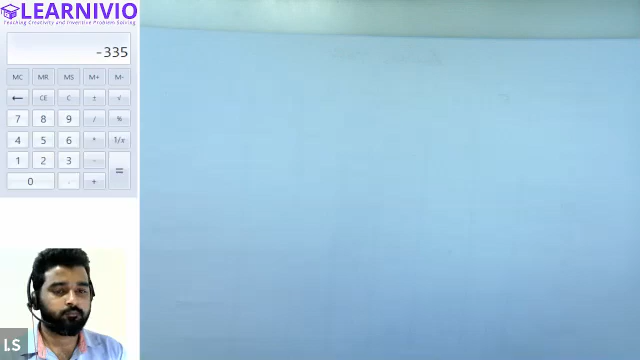 LEARNIVIO
Teaching Creativity and Inventive Problem Solving
-335
MC MR MS M+ M-
← CE C ± √
7 8 9 / %
4 5 6 * 1/x
1 2 3 - =
0 . +
I.S